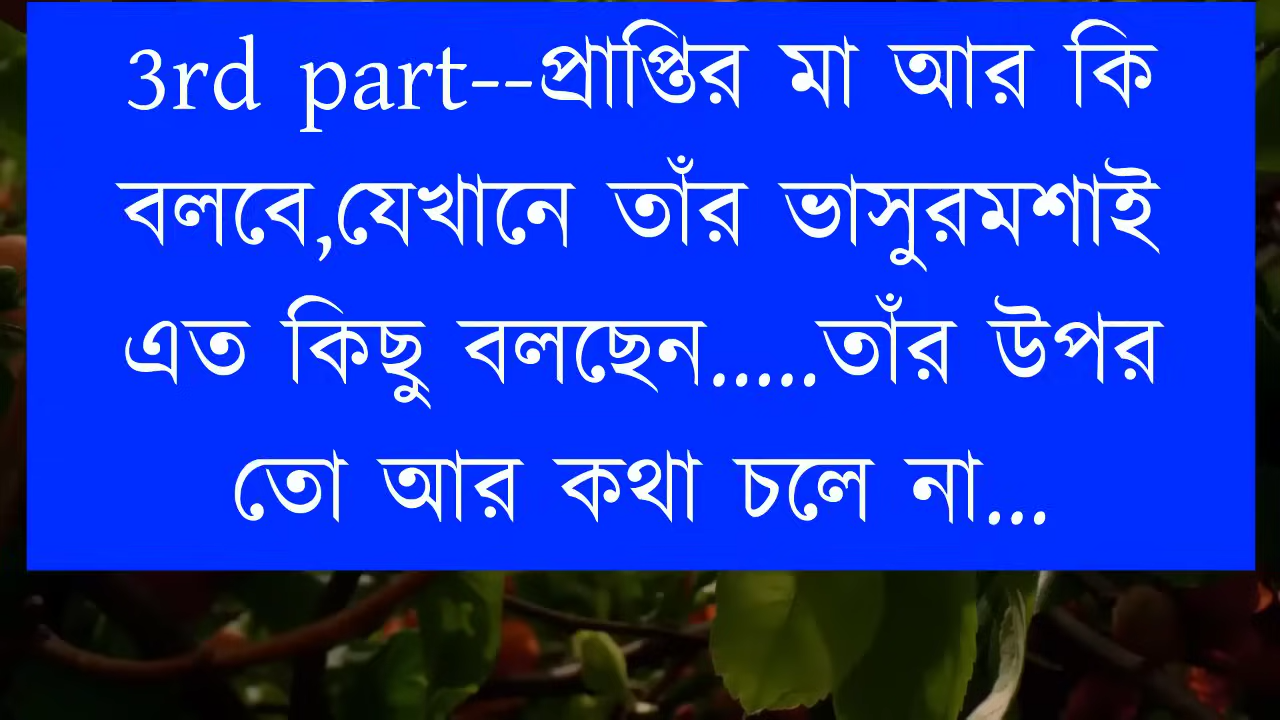 3rd part--প্রাপ্তির মা আর কি
বলবে,যেখানে তাঁর ভাসুরমশাই
এত কিছু বলছেন.....তাঁর উপর
তো আর কথা চলে না...